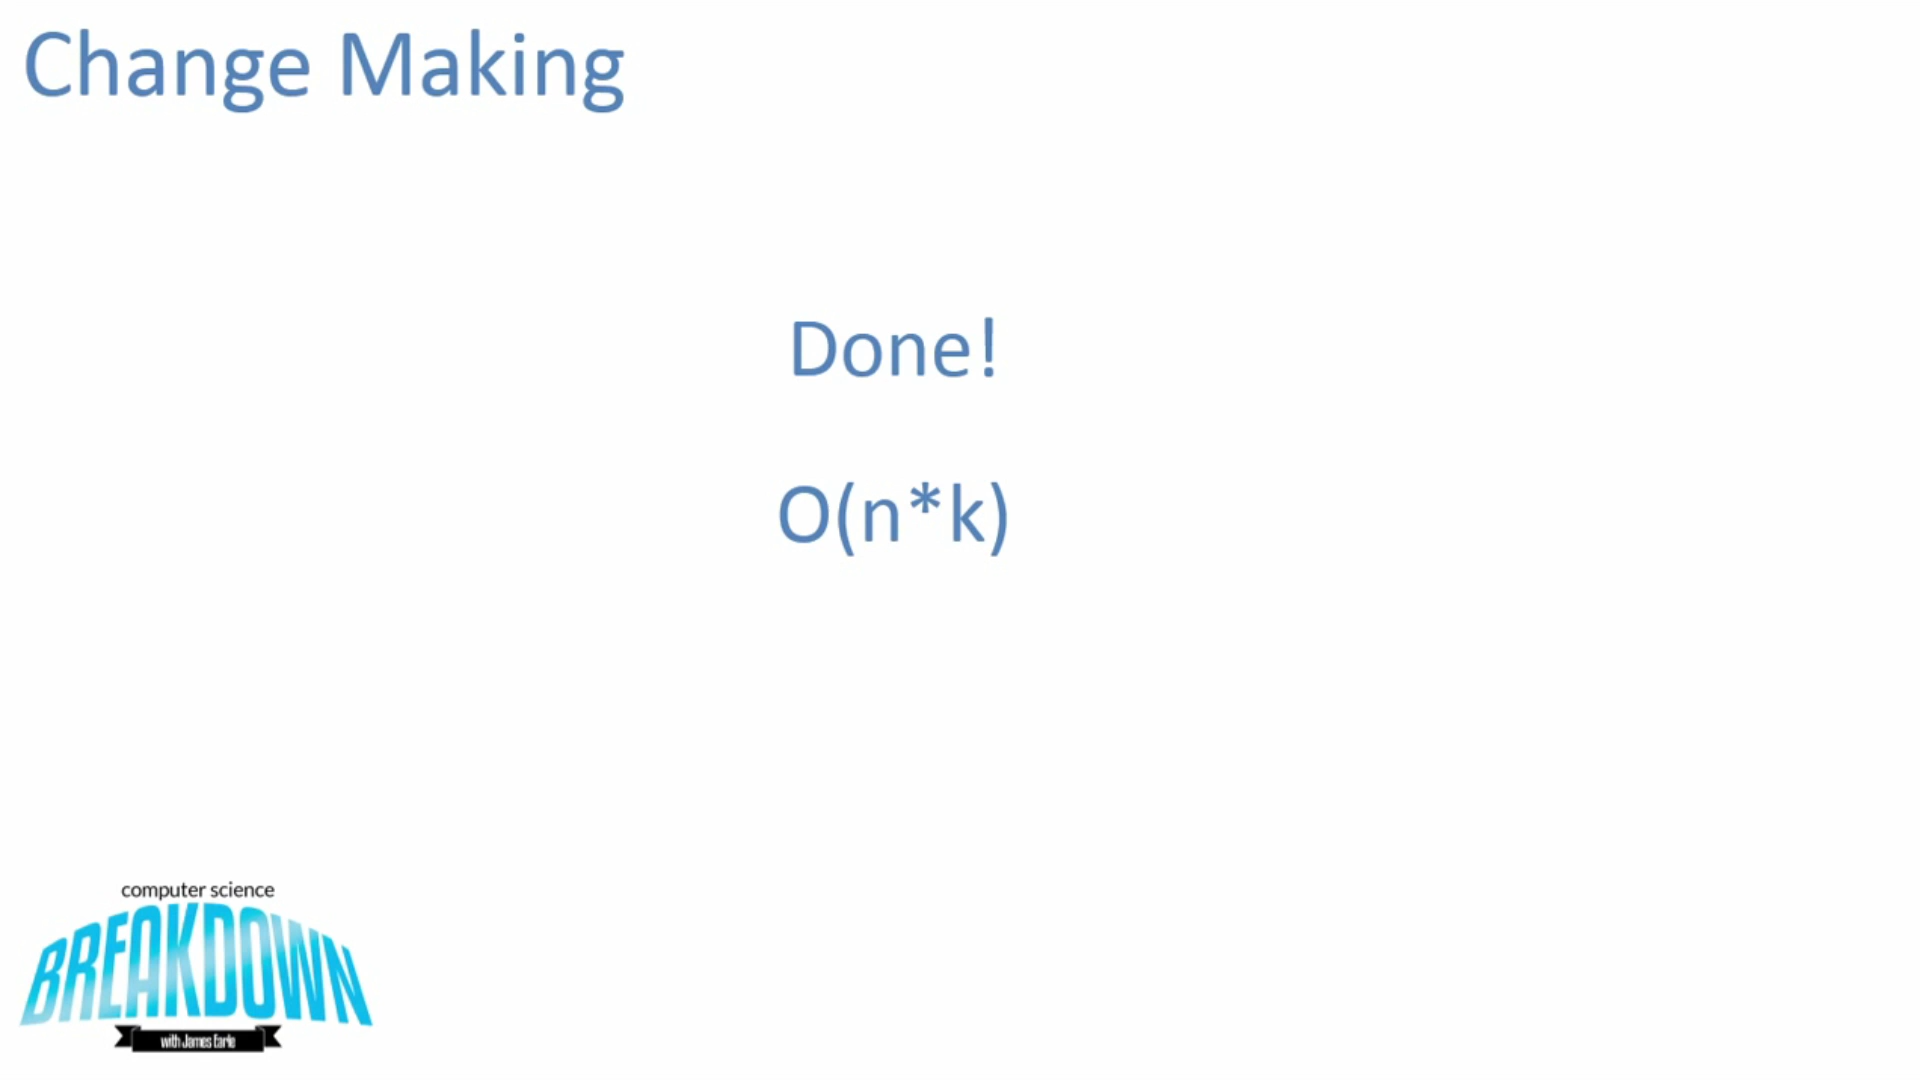 Change Making
Done!
O(n*k)
computer science
BREAKDOWN
with James Earle